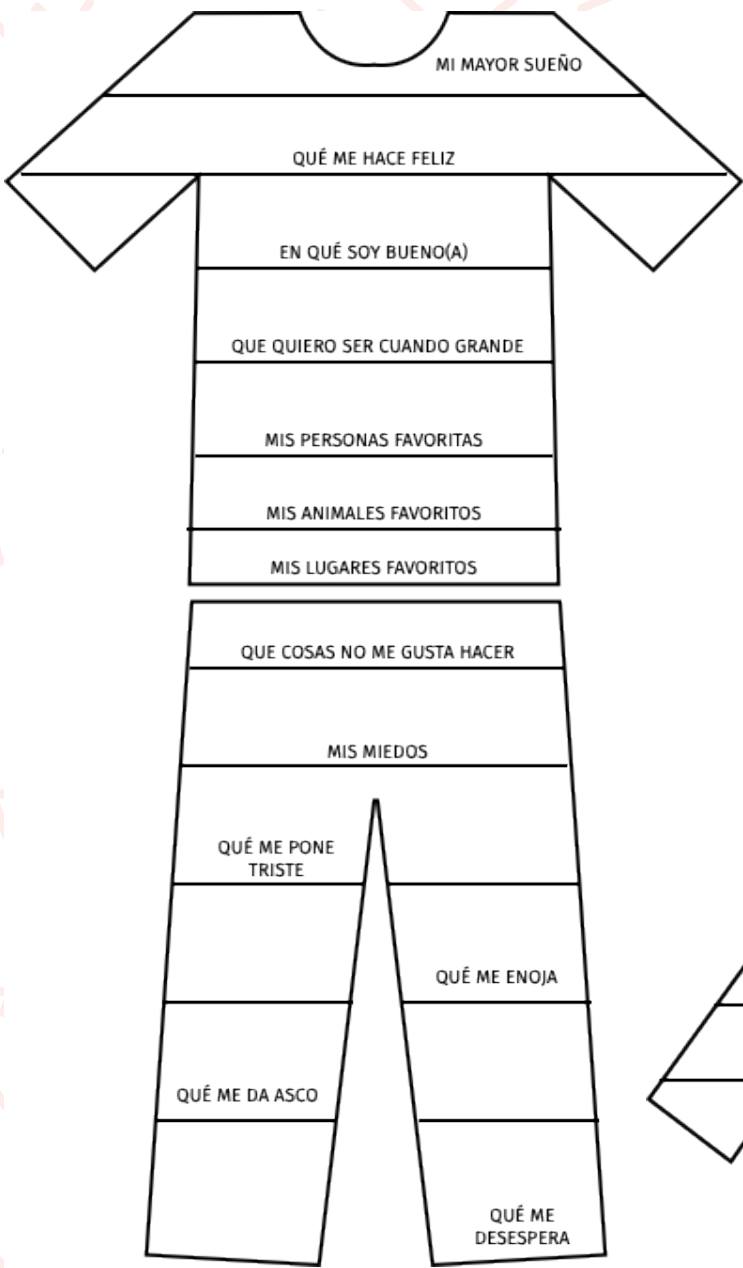 MI MAYOR SUEÑO
QUÉ ME HACE FELIZ
EN QUÉ SOY BUENO(A)
QUE QUIERO SER CUANDO GRANDE
MIS PERSONAS FAVORITAS
MIS ANIMALES FAVORITOS
MIS LUGARES FAVORITOS
QUE COSAS NO ME GUSTA HACER
MIS MIEDOS
QUÉ ME PONE
TRISTE
QUÉ ME ENOJA
QUÉ ME DA ASCO
QUÉ ME
DESESPERA